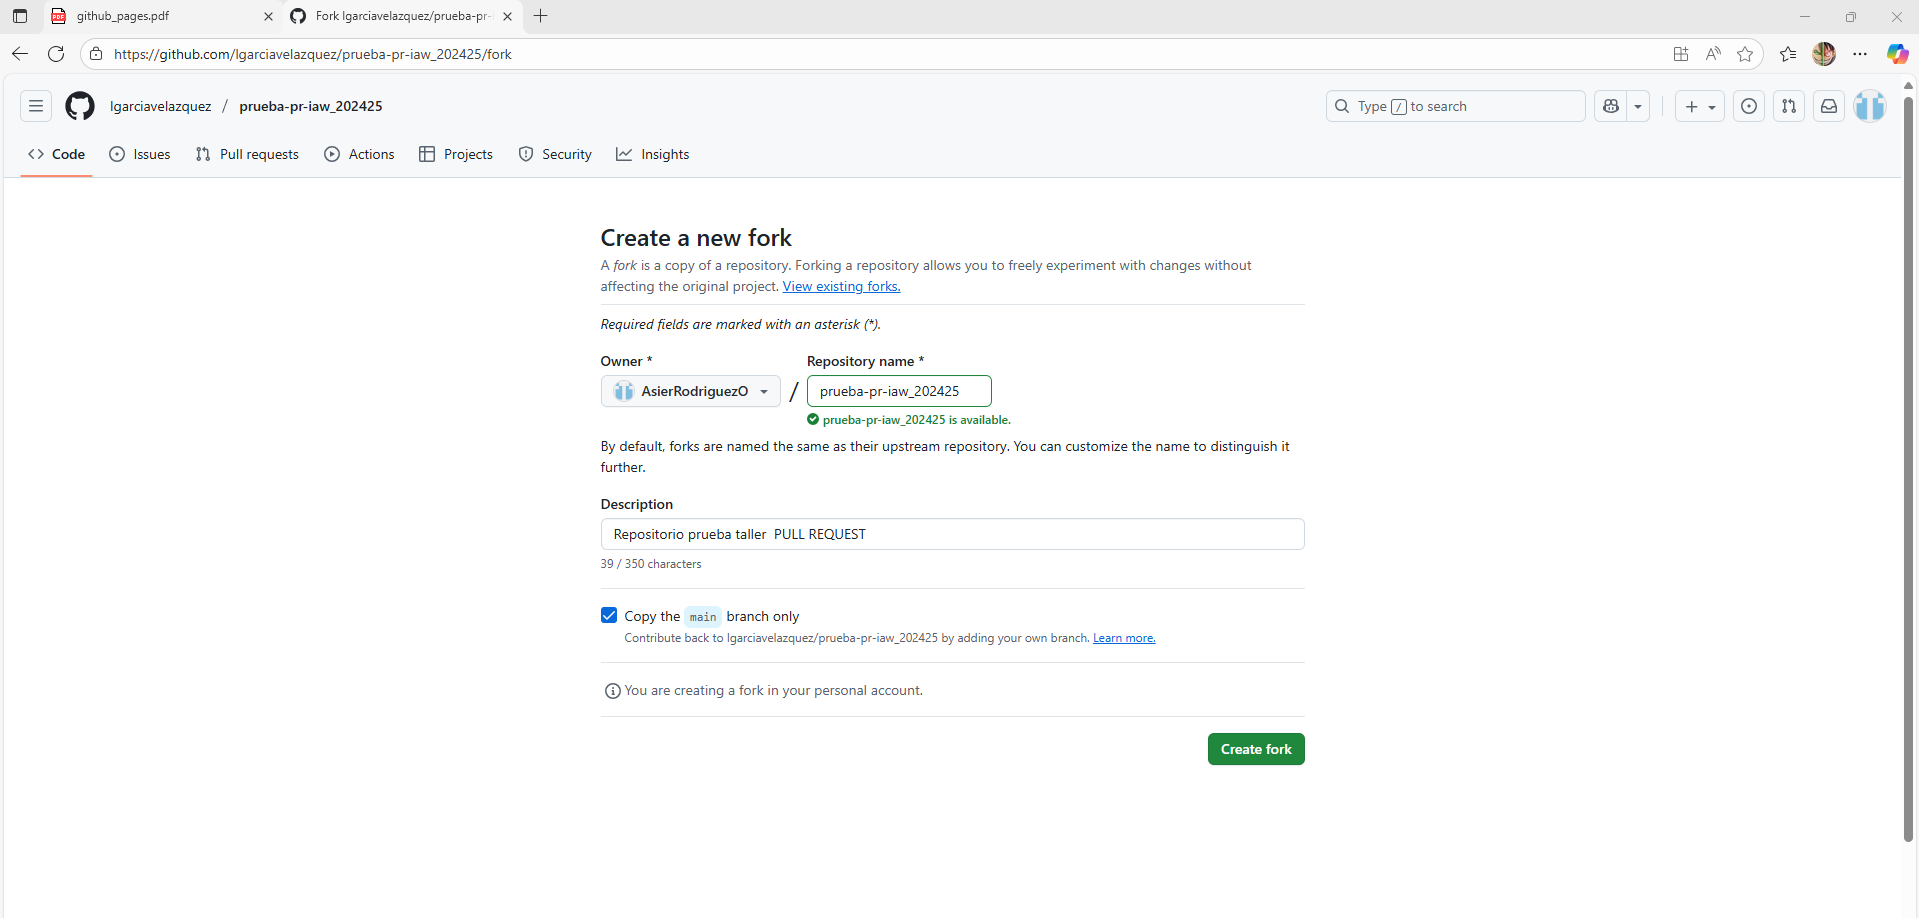 github_pages.pdf
Fork lgarciavelazquez/prueba-pr-
https://github.com/lgarciavelazquez/prueba-pr-iaw_202425/fork
lgarciavelazquez / prueba-pr-iaw_202425
Type / to search
Code
Issues
Pull requests
Actions
Projects
Security
Insights
Create a new fork
A fork is a copy of a repository. Forking a repository allows you to freely experiment with changes without
affecting the original project. View existing forks.
Required fields are marked with an asterisk (*).
Owner *
Repository name *
AsierRodriguezO / prueba-pr-iaw_202425
prueba-pr-iaw_202425 is available.
By default, forks are named the same as their upstream repository. You can customize the name to distinguish it
further.
Description
Repositorio prueba taller  PULL REQUEST
39 / 350 characters
Copy the main branch only
Contribute back to lgarciavelazquez/prueba-pr-iaw_202425 by adding your own branch. Learn more.
You are creating a fork in your personal account.
Create fork